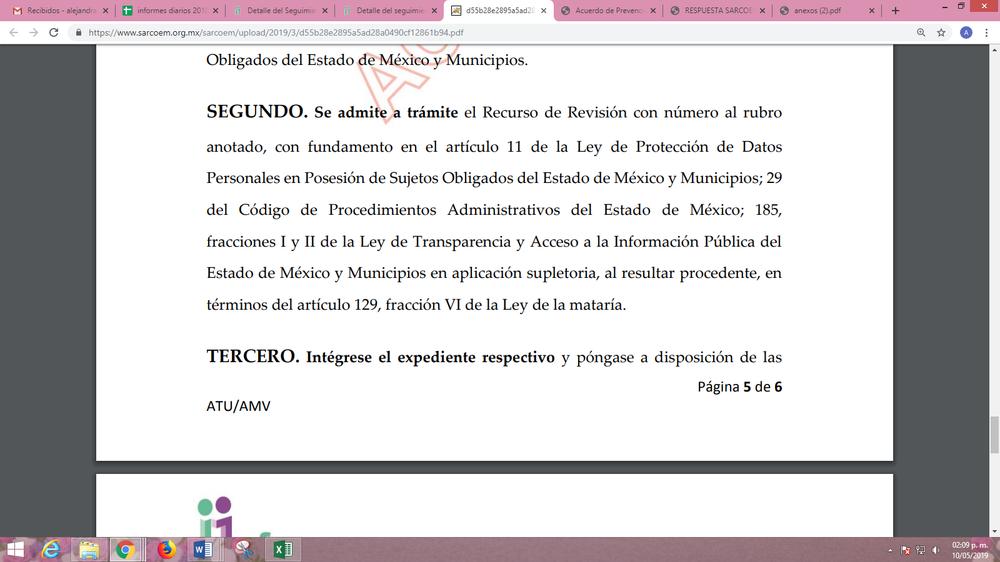 Recibidos - alejandra
informes diarios 2018
Detalle del Seguimie
Detalle del seguimie
d55b28e2895a5ad28
Acuerdo de Prevenci
RESPUESTA SARCOE
anexos (2).pdf
https://www.sarcoem.org.mx/sarcoem/upload/2019/3/d55b28e2895a5ad28a0490cf12861b94.pdf
A
Obligados del Estado de México y Municipios.
SEGUNDO. Se admite a trámite el Recurso de Revisión con número al rubro
anotado, con fundamento en el artículo 11 de la Ley de Protección de Datos
Personales en Posesión de Sujetos Obligados del Estado de México y Municipios; 29
del Código de Procedimientos Administrativos del Estado de México; 185,
fracciones I y II de la Ley de Transparencia y Acceso a la Información Pública del
Estado de México y Municipios en aplicación supletoria, al resultar procedente, en
términos del artículo 129, fracción VI de la Ley de la mataría.
TERCERO. Intégrese el expediente respectivo y póngase a disposición de las
Página 5 de 6
ATU/AMV
02:09 p. m.
10/05/2019